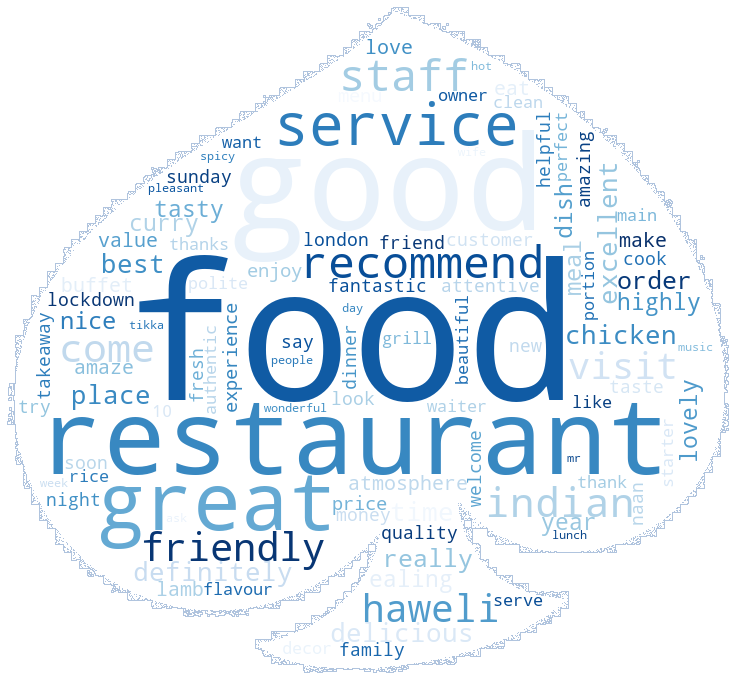 love
hot
staff
mend
eat
owner
clean
service
want
spicy
sunday
pleasant
good
wife
helpful
perfect
dish
amazing
excellent
tasty
curry
main
value
thanks
london
friend
customer
make
best
enjoy
recommend
meal
cook
buffet
polite
fantastic
attentive
portion
order
lockdown
food
highly
nice
tikka
day
takeaway
fresh
authentic
experience
say
dinner
grill
beautiful
new
chicken
music
come
people
visit
amaze
taste
place
look
like
try
10
wonderful
waiter
lovely
restaurant
mr
soon
rice
atmosphere
welcome
thank
starter
week
night
great
price
indian
naan
money
time
year
ask
friendly
quality
lunch
definitely
really
lamb
flavour
ealing
haweli
serve
delicious
decor
family